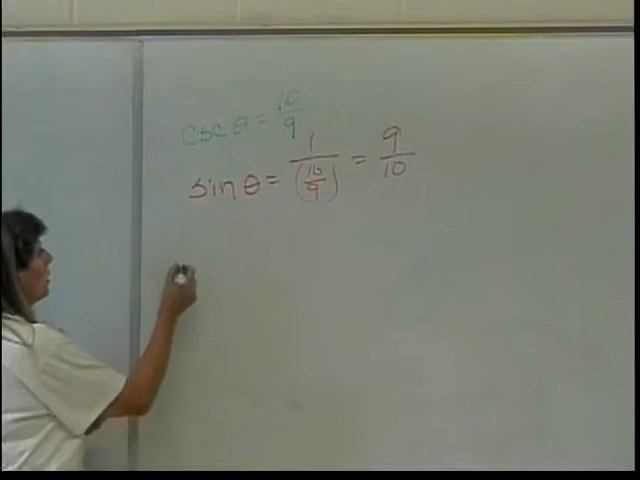 csc θ = 10/9
sin θ = 1/(10/9) = 9/10